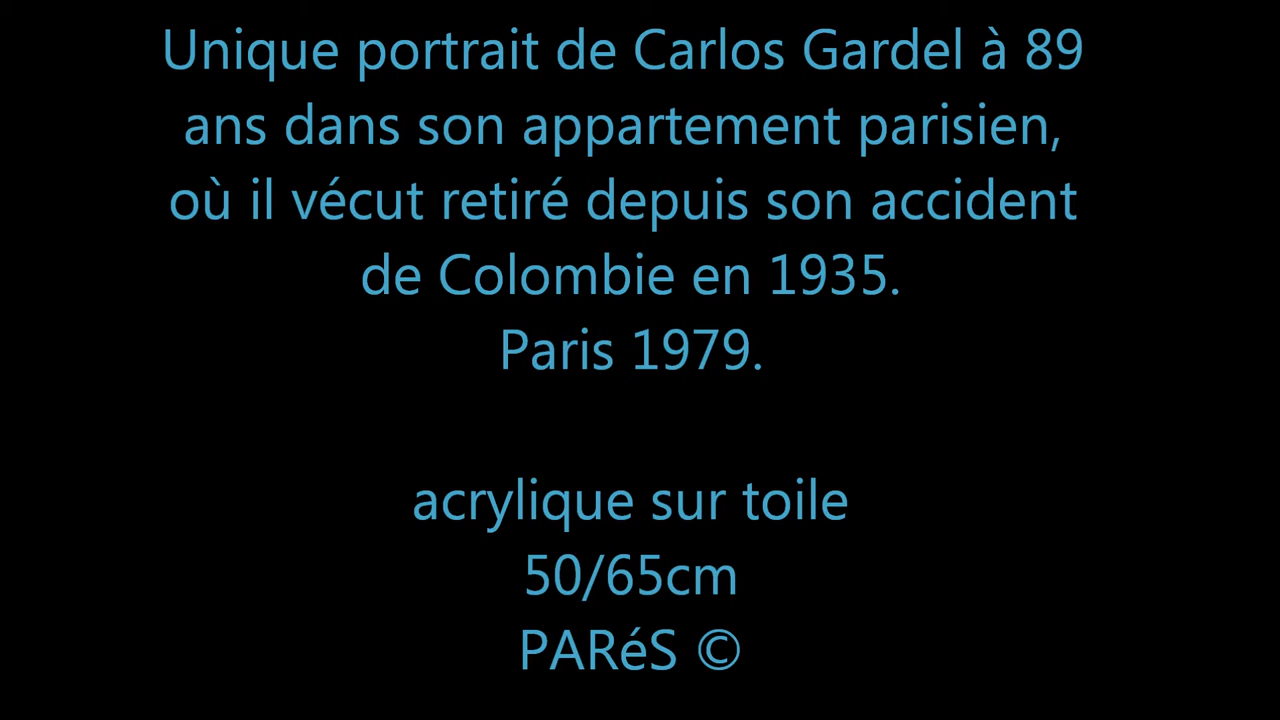 Unique portrait de Carlos Gardel à 89
ans dans son appartement parisien,
où il vécut retiré depuis son accident
de Colombie en 1935.
Paris 1979.
acrylique sur toile
50/65cm
PARéS ©